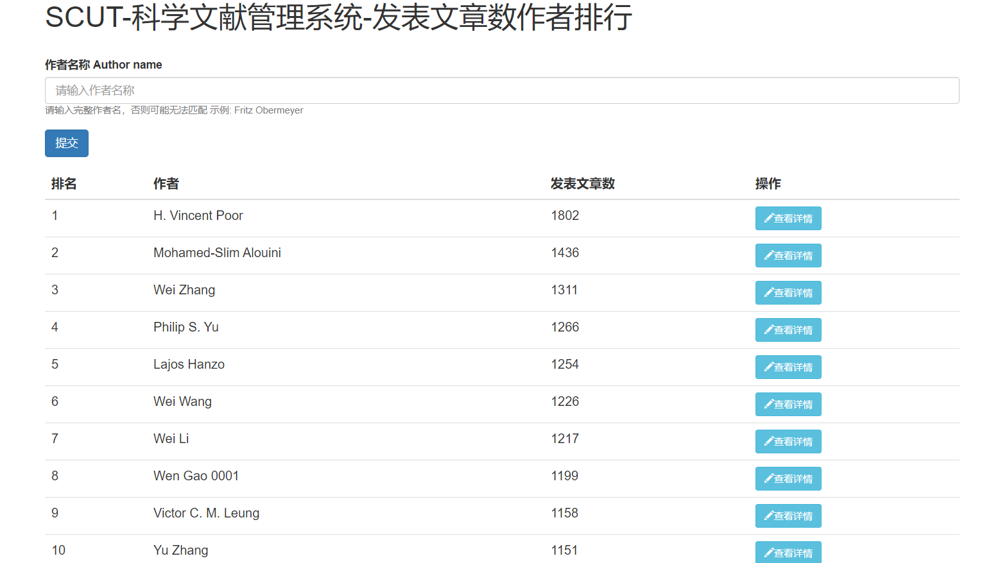 SCUT-科学文献管理系统-发表文章数作者排行
作者名称 Author name
请输入作者名称
请输入完整作者名，否则可能无法匹配 示例: Fritz Obermeyer
提交
排名 作者 发表文章数 操作
1 H. Vincent Poor 1802 查看详情
2 Mohamed-Slim Alouini 1436 查看详情
3 Wei Zhang 1311 查看详情
4 Philip S. Yu 1266 查看详情
5 Lajos Hanzo 1254 查看详情
6 Wei Wang 1226 查看详情
7 Wei Li 1217 查看详情
8 Wen Gao 0001 1199 查看详情
9 Victor C. M. Leung 1158 查看详情
10 Yu Zhang 1151 查看详情